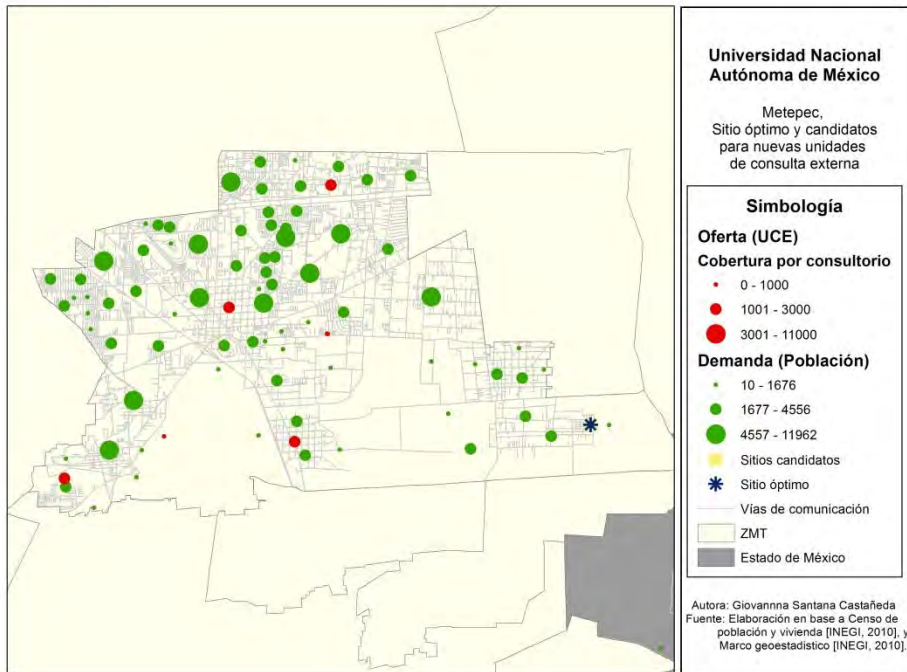 Universidad Nacional
Autónoma de México
Metepec,
Sitio óptimo y candidatos
para nuevas unidades
de consulta externa
Simbología
Oferta (UCE)
Cobertura por consultorio
0 - 1000
1001 - 3000
3001 - 11000
Demanda (Población)
10 - 1676
1677 - 4556
4557 - 11962
Sitios candidatos
Sitio óptimo
Vías de comunicación
ZMT
Estado de México
Autora: Giovannna Santana Castañeda
Fuente: Elaboración en base a Censo de
población y vivienda [INEGI, 2010], y
Marco geoestadistico [INEGI, 2010].